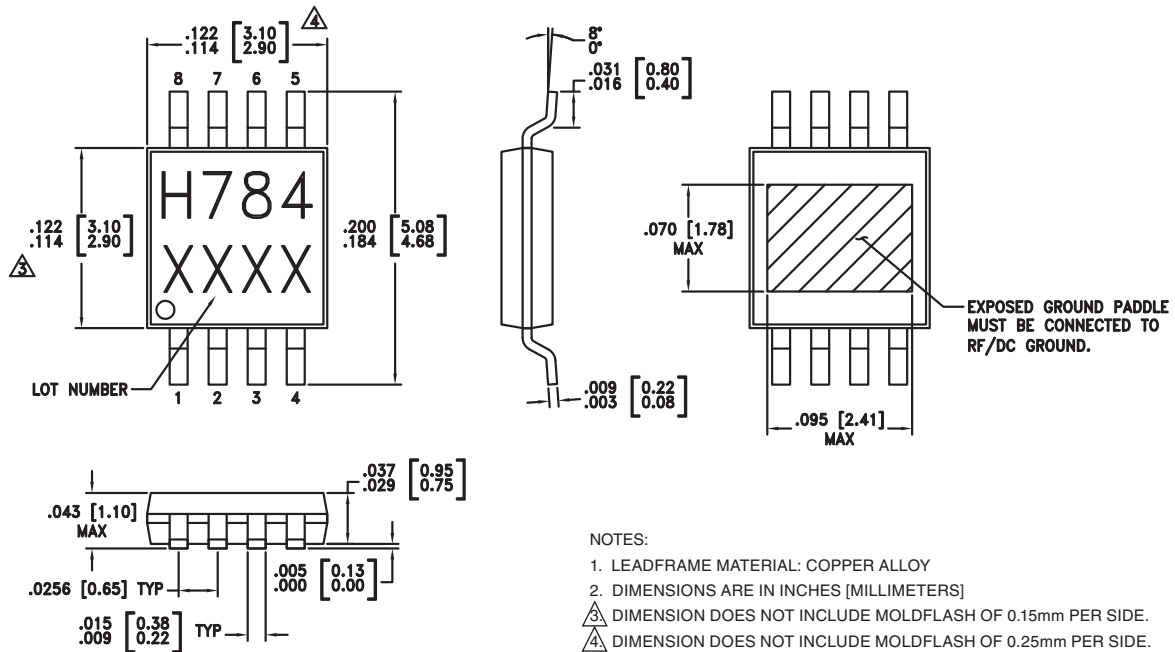 .122 [3.10]
.114 [2.90]
4
8 7 6 5
H784
XXXX
.122 [3.10]
.114 [2.90]
3
.200 [5.08]
.184 [4.68]
LOT NUMBER
1 2 3 4
8°
0°
.031 [0.80]
.016 [0.40]
.009 [0.22]
.003 [0.08]
.070 [1.78]
MAX
EXPOSED GROUND PADDLE
MUST BE CONNECTED TO
RF/DC GROUND.
.095 [2.41]
MAX
.037 [0.95]
.029 [0.75]
.043 [1.10]
MAX
.005 [0.13]
.000 [0.00]
.0256 [0.65] TYP
.015 [0.38]
.009 [0.22]
TYP
NOTES:
1. LEADFRAME MATERIAL: COPPER ALLOY
2. DIMENSIONS ARE IN INCHES [MILLIMETERS]
3. DIMENSION DOES NOT INCLUDE MOLDFLASH OF 0.15mm PER SIDE.
4. DIMENSION DOES NOT INCLUDE MOLDFLASH OF 0.25mm PER SIDE.